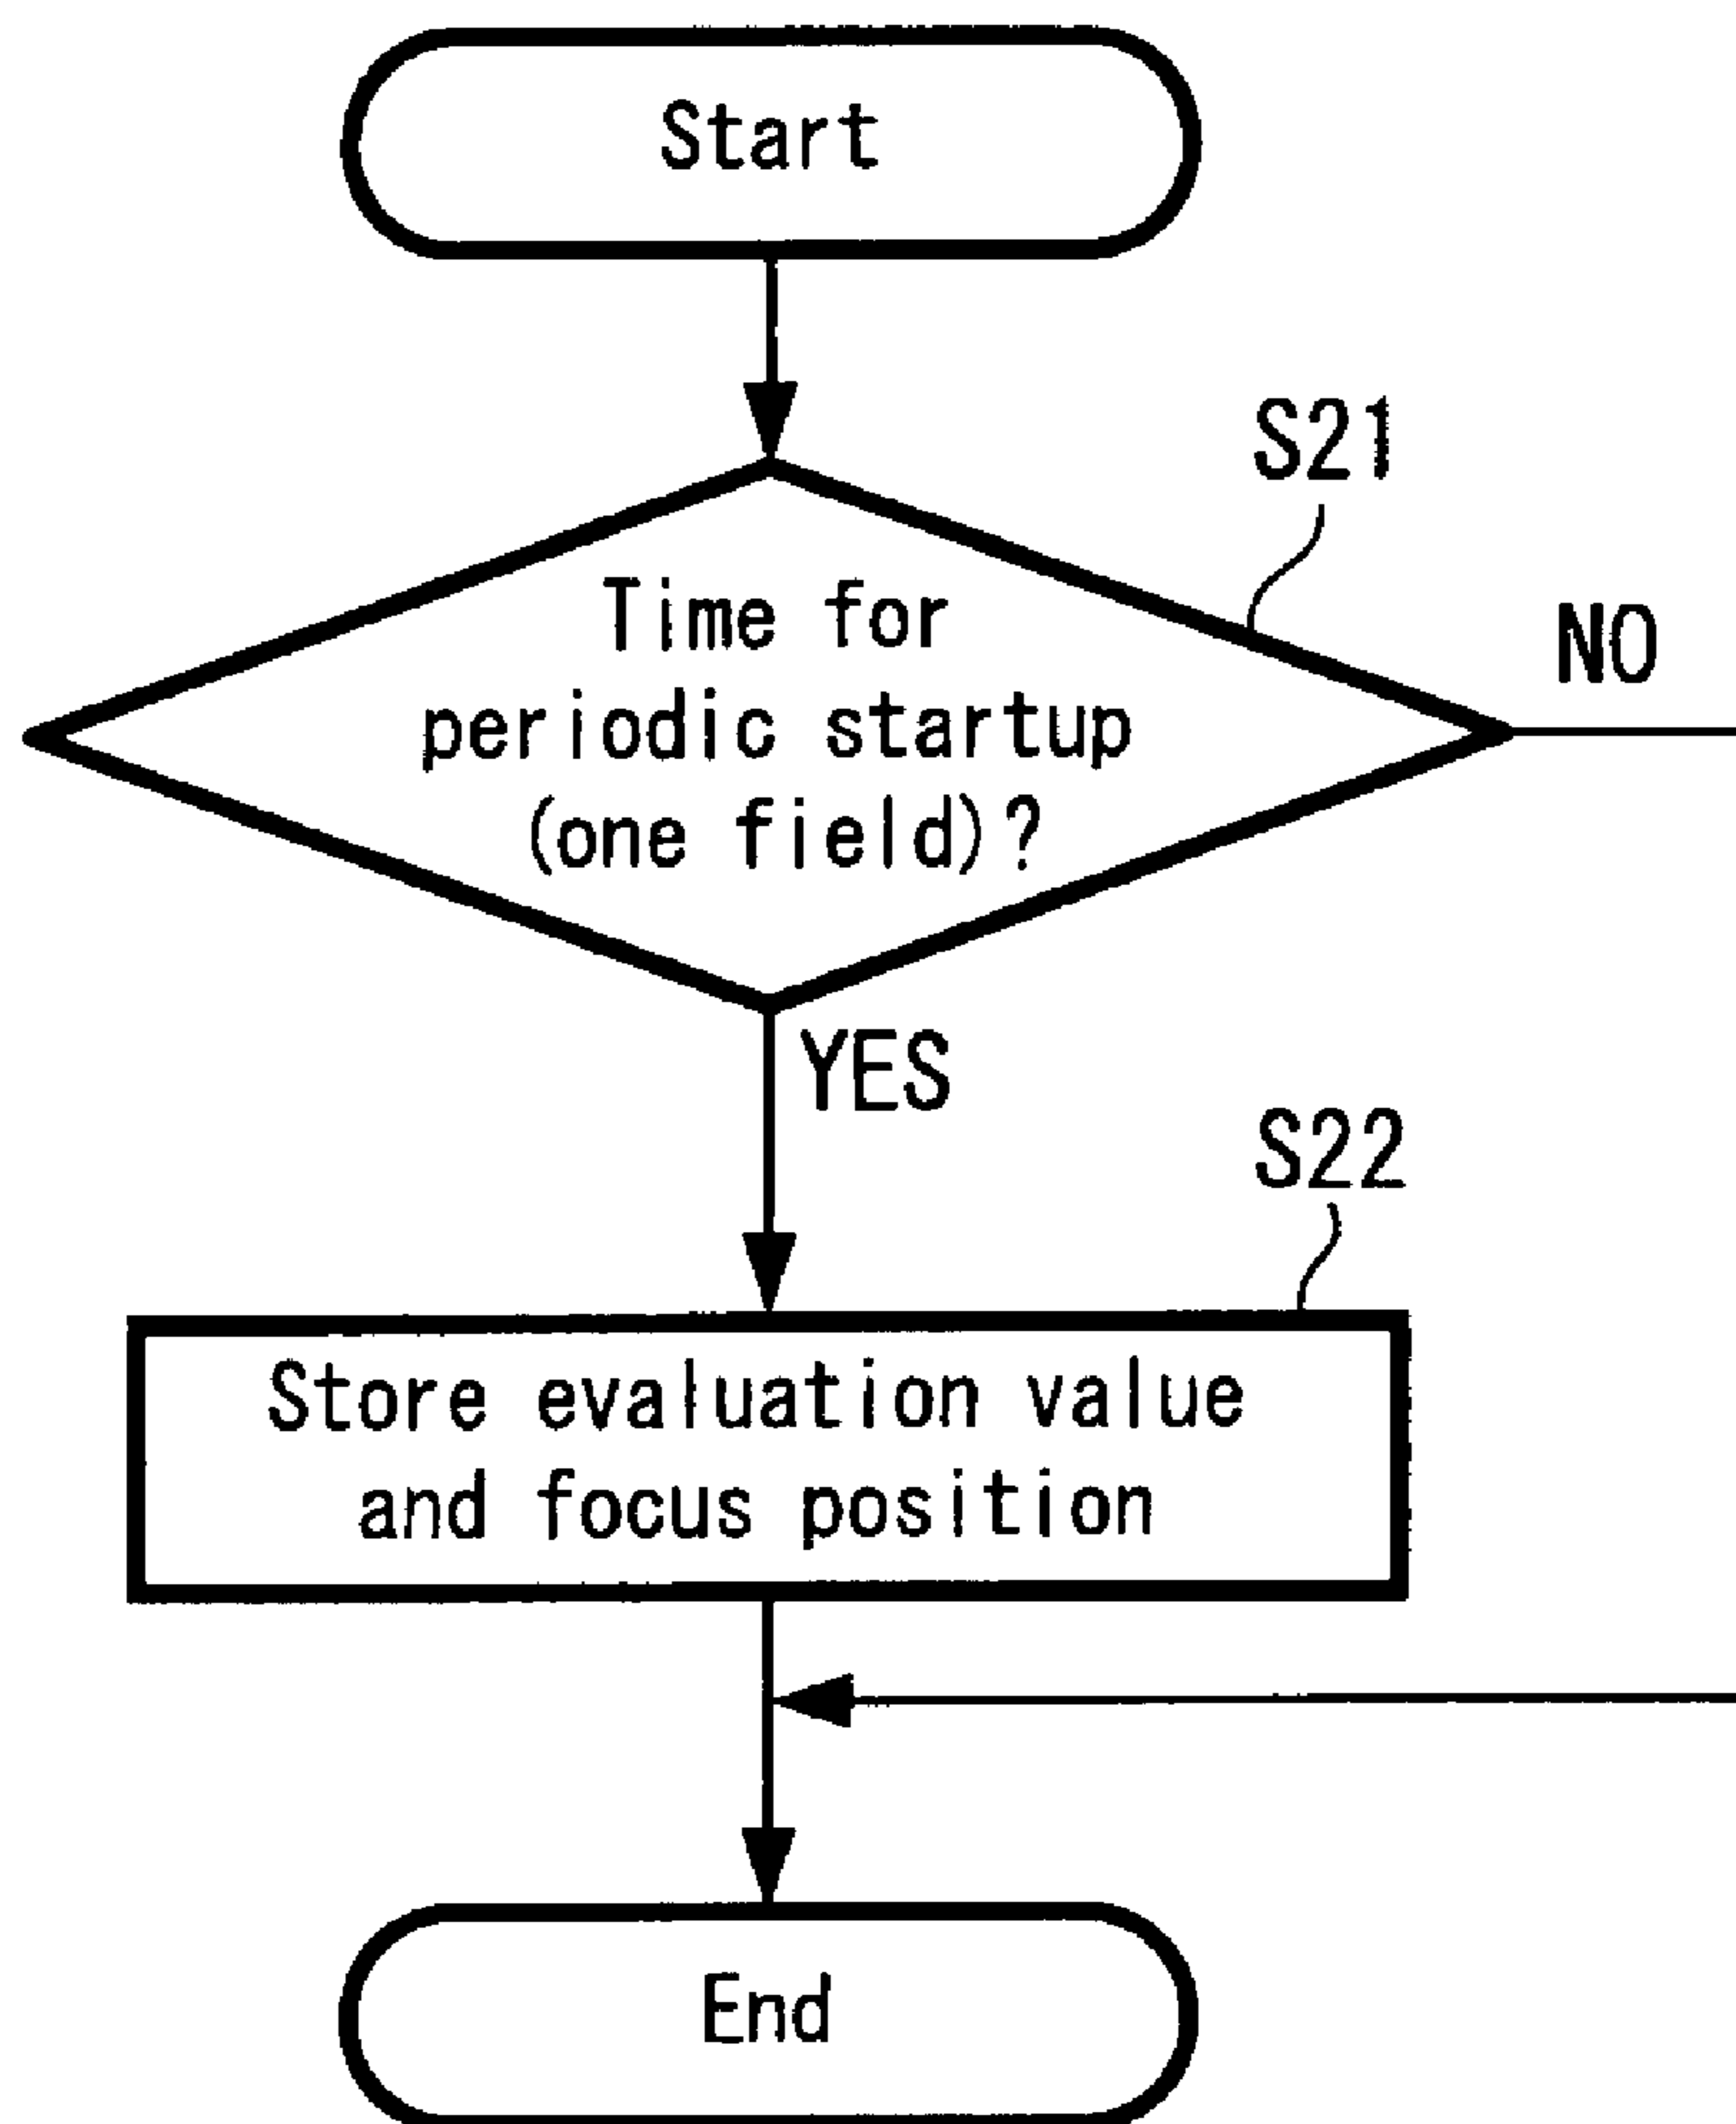 Start
S21
Time for
periodic startup
(one field)?
NO
YES
S22
Store evaluation value
and focus position
End